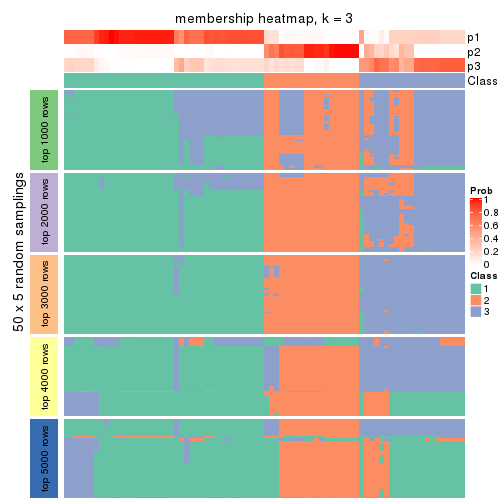 membership heatmap, k = 3
p1
p2
p3
Class
50 x 5 random samplings
top 1000 rows
top 2000 rows
top 3000 rows
top 4000 rows
top 5000 rows
Prob
1
0.8
0.6
0.4
0.2
0
Class
1
2
3